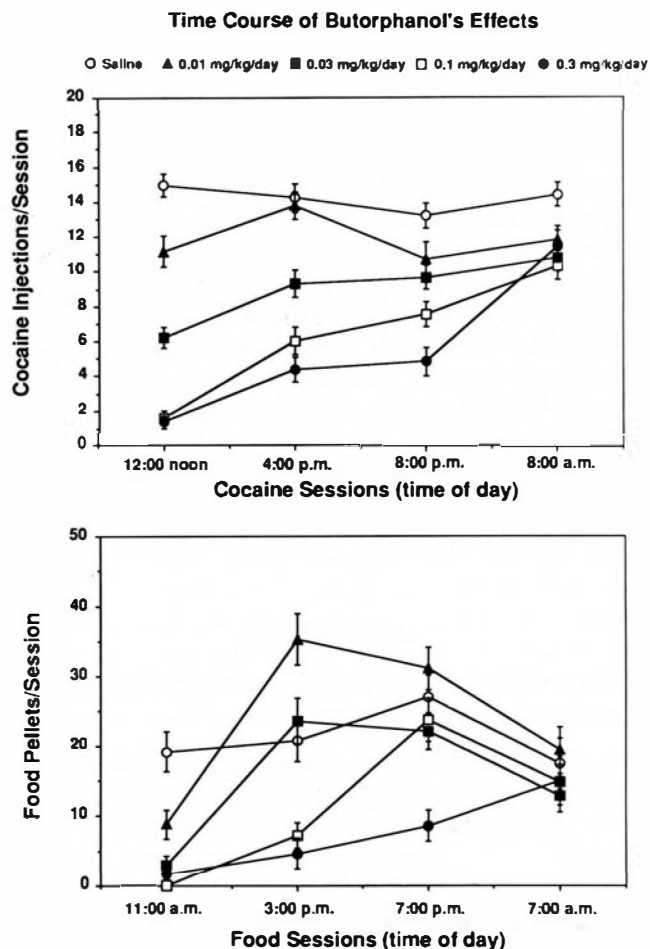 Time Course of Butorphanol's Effects
○ Saline ▲ 0.01 mg/kg/day ■ 0.03 mg/kg/day □ 0.1 mg/kg/day ● 0.3 mg/kg/day
Cocaine Injections/Session
20
18
16
14
12
10
8
6
4
2
0
12:00 noon 4:00 p.m. 8:00 p.m. 8:00 a.m.
Cocaine Sessions (time of day)
Food Pellets/Session
50
40
30
20
10
0
11:00 a.m. 3:00 p.m. 7:00 p.m. 7:00 a.m.
Food Sessions (time of day)